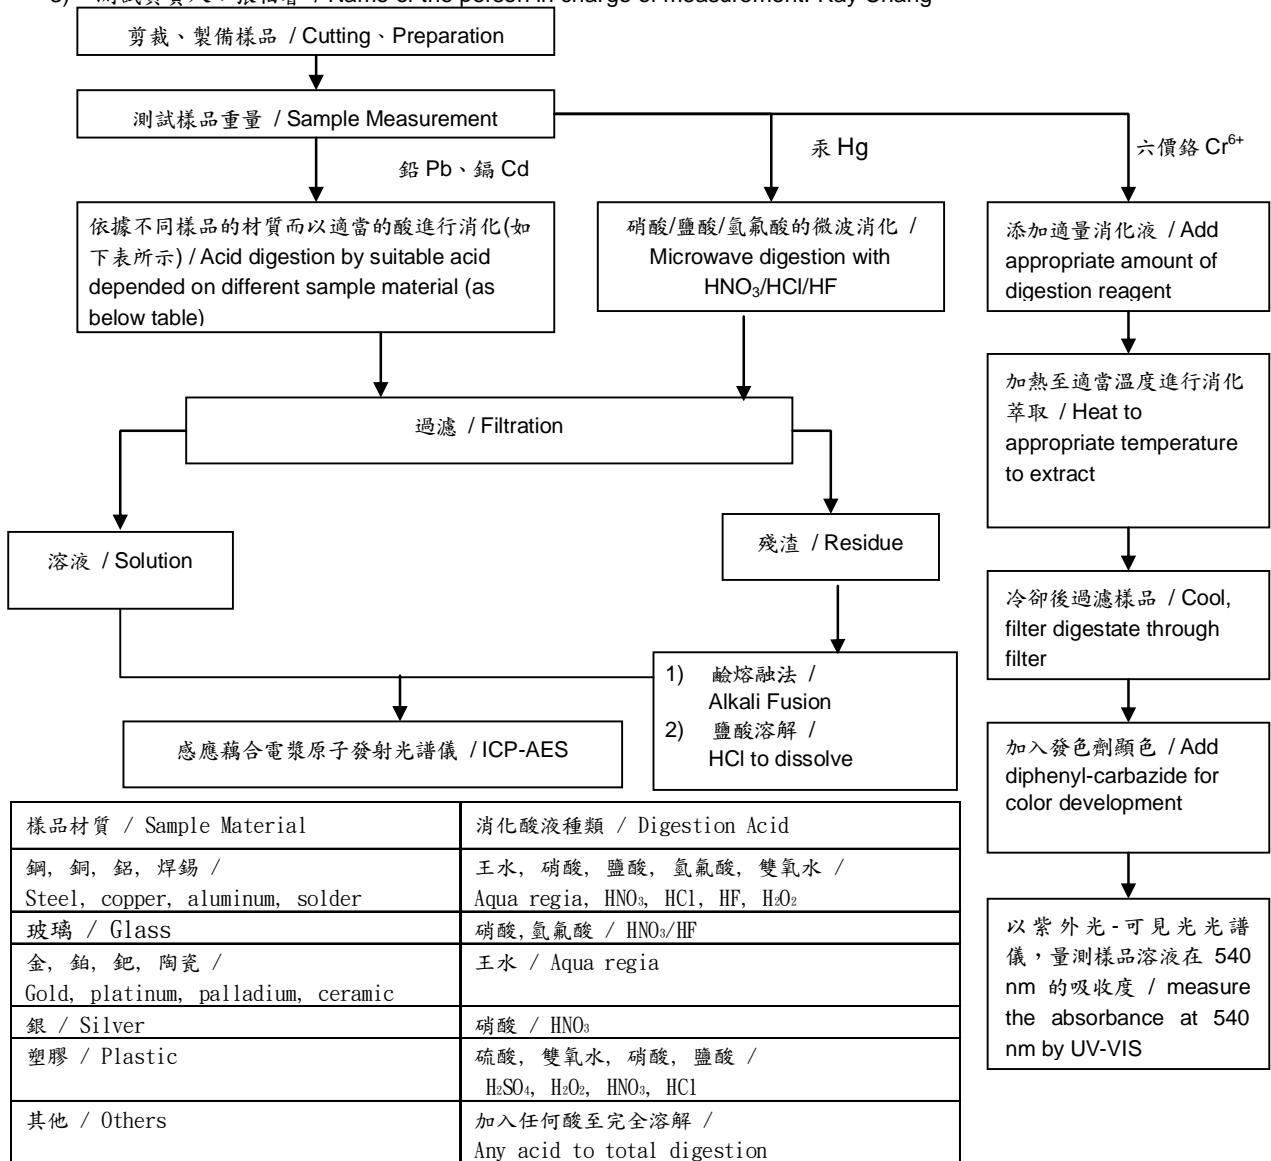 Name of the person in charge of measurement: Ray Chang
剪裁、製備樣品 / Cutting、Preparation
測試樣品重量 / Sample Measurement
鉛 Pb、鎘 Cd
汞 Hg
六價鉻 Cr6+
依據不同樣品的材質而以適當的酸進行消化(如
下表所示) / Acid digestion by suitable acid
depended on different sample material (as
below table)
硝酸/鹽酸/氫氟酸的微波消化 /
Microwave digestion with
HNO₃/HCl/HF
添加適量消化液 / Add
appropriate amount of
digestion reagent
加熱至適當溫度進行消化
萃取 / Heat to
appropriate temperature
to extract
過濾 / Filtration
溶液 / Solution
殘渣 / Residue
冷卻後過濾樣品 / Cool,
filter digestate through
filter
1) 鹼熔融法 /
Alkali Fusion
2) 鹽酸溶解 /
HCl to dissolve
感應藕合電漿原子發射光譜儀 / ICP-AES
加入發色劑顯色 / Add
diphenyl-carbazide for
color development
以紫外光-可見光光譜
儀，量測樣品溶液在 540
nm 的吸收度 / measure
the absorbance at 540
nm by UV-VIS
樣品材質 / Sample Material
消化酸液種類 / Digestion Acid
鋼, 銅, 鋁, 焊錫 /
Steel, copper, aluminum, solder
王水, 硝酸, 鹽酸, 氫氟酸, 雙氧水 /
Aqua regia, HNO₃, HCl, HF, H₂O₂
玻璃 / Glass
硝酸,氫氟酸 / HNO₃/HF
金, 鉑, 鈀, 陶瓷 /
Gold, platinum, palladium, ceramic
王水 / Aqua regia
銀 / Silver
硝酸 / HNO₃
塑膠 / Plastic
硫酸, 雙氧水, 硝酸, 鹽酸 /
H₂SO₄, H₂O₂, HNO₃, HCl
其他 / Others
加入任何酸至完全溶解 /
Any acid to total digestion